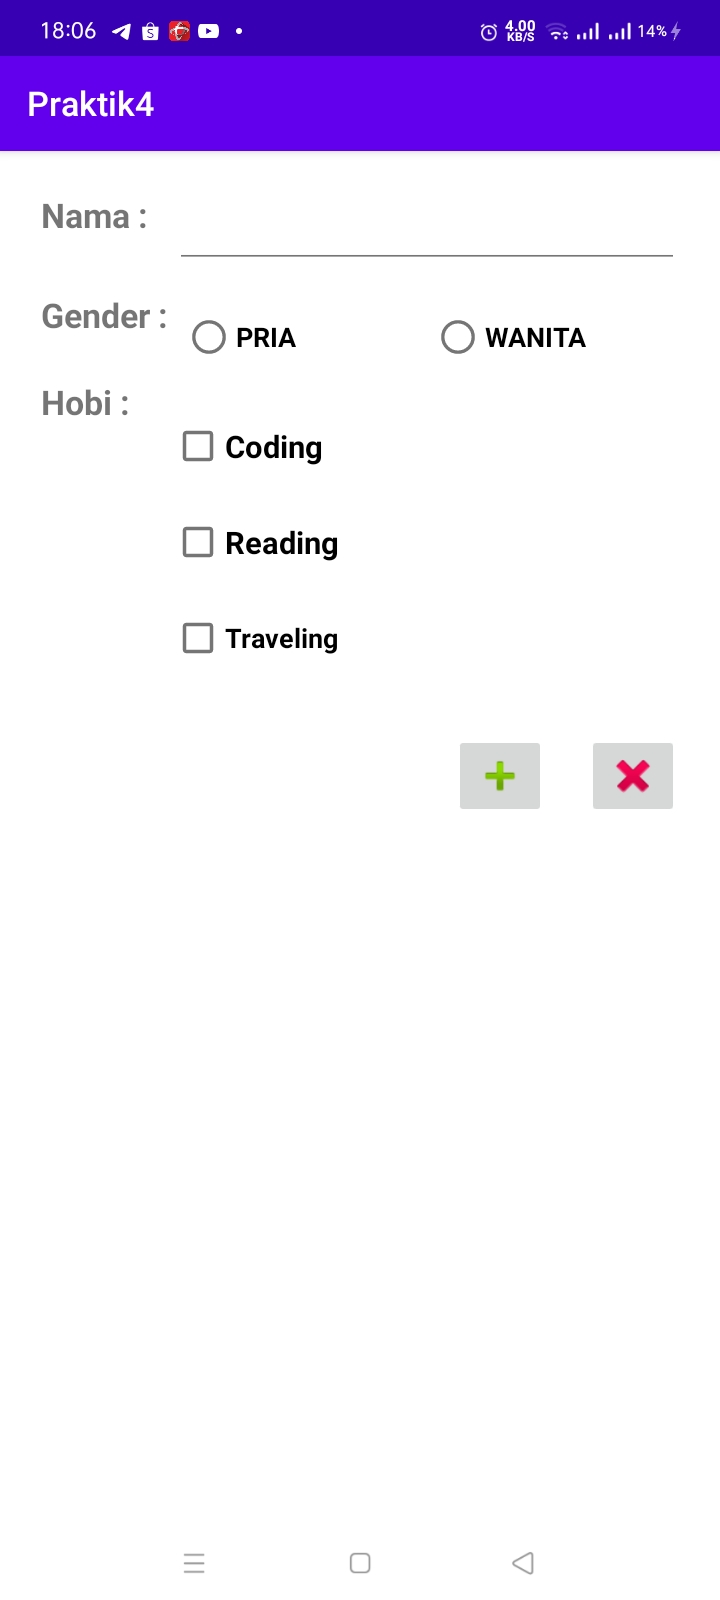 18:06 4.00 KB/S 14%
Praktik4
Nama :
Gender : PRIA WANITA
Hobi :
Coding
Reading
Traveling